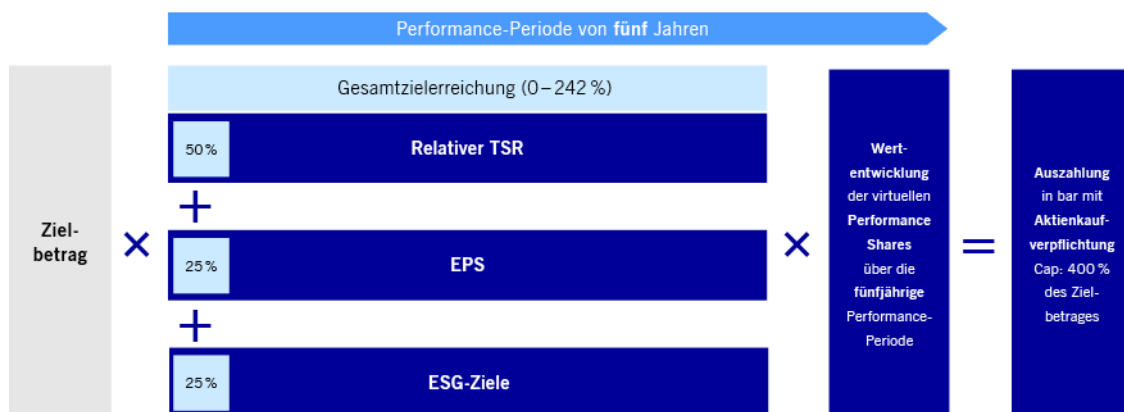 Performance-Periode von fünf Jahren
Gesamtzielerreichung (0–242 %)
50 %
Relativer TSR
+
Ziel-
betrag
×
25 %
EPS
+
25 %
ESG-Ziele
×
Wert-
entwicklung
der virtuellen
Performance
Shares
über die
fünfjährige
Performance-
Periode
=
Auszahlung
in bar mit
Aktienkauf-
verpflichtung
Cap: 400 %
des Ziel-
betrages